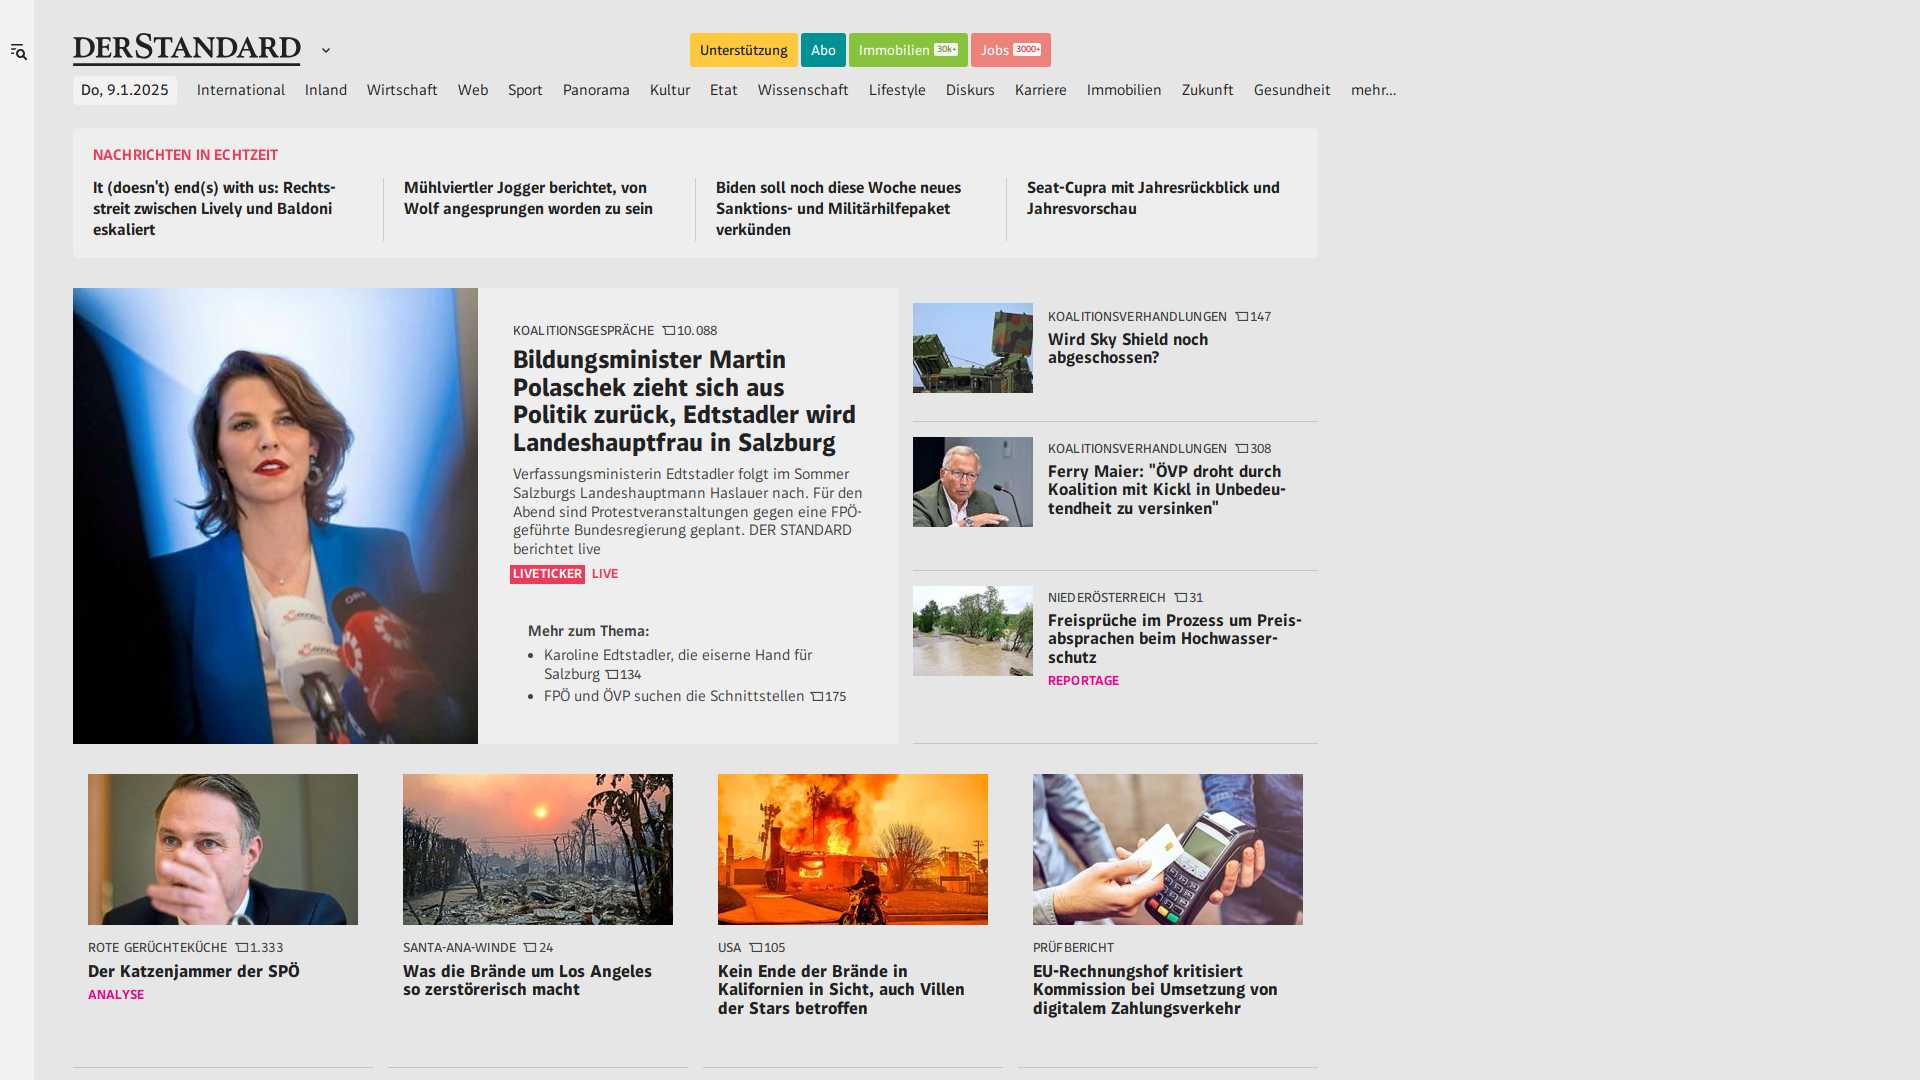 DERSTANDARD
Unterstützung
Abo
Immobilien 30k+
Jobs 3000+
Do, 9.1.2025
International
Inland
Wirtschaft
Web
Sport
Panorama
Kultur
Etat
Wissenschaft
Lifestyle
Diskurs
Karriere
Immobilien
Zukunft
Gesundheit
mehr...
NACHRICHTEN IN ECHTZEIT
It (doesn't) end(s) with us: Rechts-
streit zwischen Lively und Baldoni
eskaliert
Mühlviertler Jogger berichtet, von
Wolf angesprungen worden zu sein
Biden soll noch diese Woche neues
Sanktions- und Militärhilfepaket
verkünden
Seat-Cupra mit Jahresrückblick und
Jahresvorschau
KOALITIONSGESPRÄCHE 10.088
Bildungsminister Martin
Polaschek zieht sich aus
Politik zurück, Edtstadler wird
Landeshauptfrau in Salzburg
Verfassungsministerin Edtstadler folgt im Sommer
Salzburgs Landeshauptmann Haslauer nach. Für den
Abend sind Protestveranstaltungen gegen eine FPÖ-
geführte Bundesregierung geplant. DER STANDARD
berichtet live
LIVETICKER LIVE
Mehr zum Thema:
• Karoline Edtstadler, die eiserne Hand für
Salzburg 134
• FPÖ und ÖVP suchen die Schnittstellen 175
KOALITIONSVERHANDLUNGEN 147
Wird Sky Shield noch
abgeschossen?
KOALITIONSVERHANDLUNGEN 308
Ferry Maier: "ÖVP droht durch
Koalition mit Kickl in Unbedeu-
tendheit zu versinken"
NIEDERÖSTERREICH 31
Freisprüche im Prozess um Preis-
absprachen beim Hochwasser-
schutz
REPORTAGE
ROTE GERÜCHTEKÜCHE 1.333
Der Katzenjammer der SPÖ
ANALYSE
SANTA-ANA-WINDE 24
Was die Brände um Los Angeles
so zerstörerisch macht
USA 105
Kein Ende der Brände in
Kalifornien in Sicht, auch Villen
der Stars betroffen
PRÜFBERICHT
EU-Rechnungshof kritisiert
Kommission bei Umsetzung von
digitalem Zahlungsverkehr